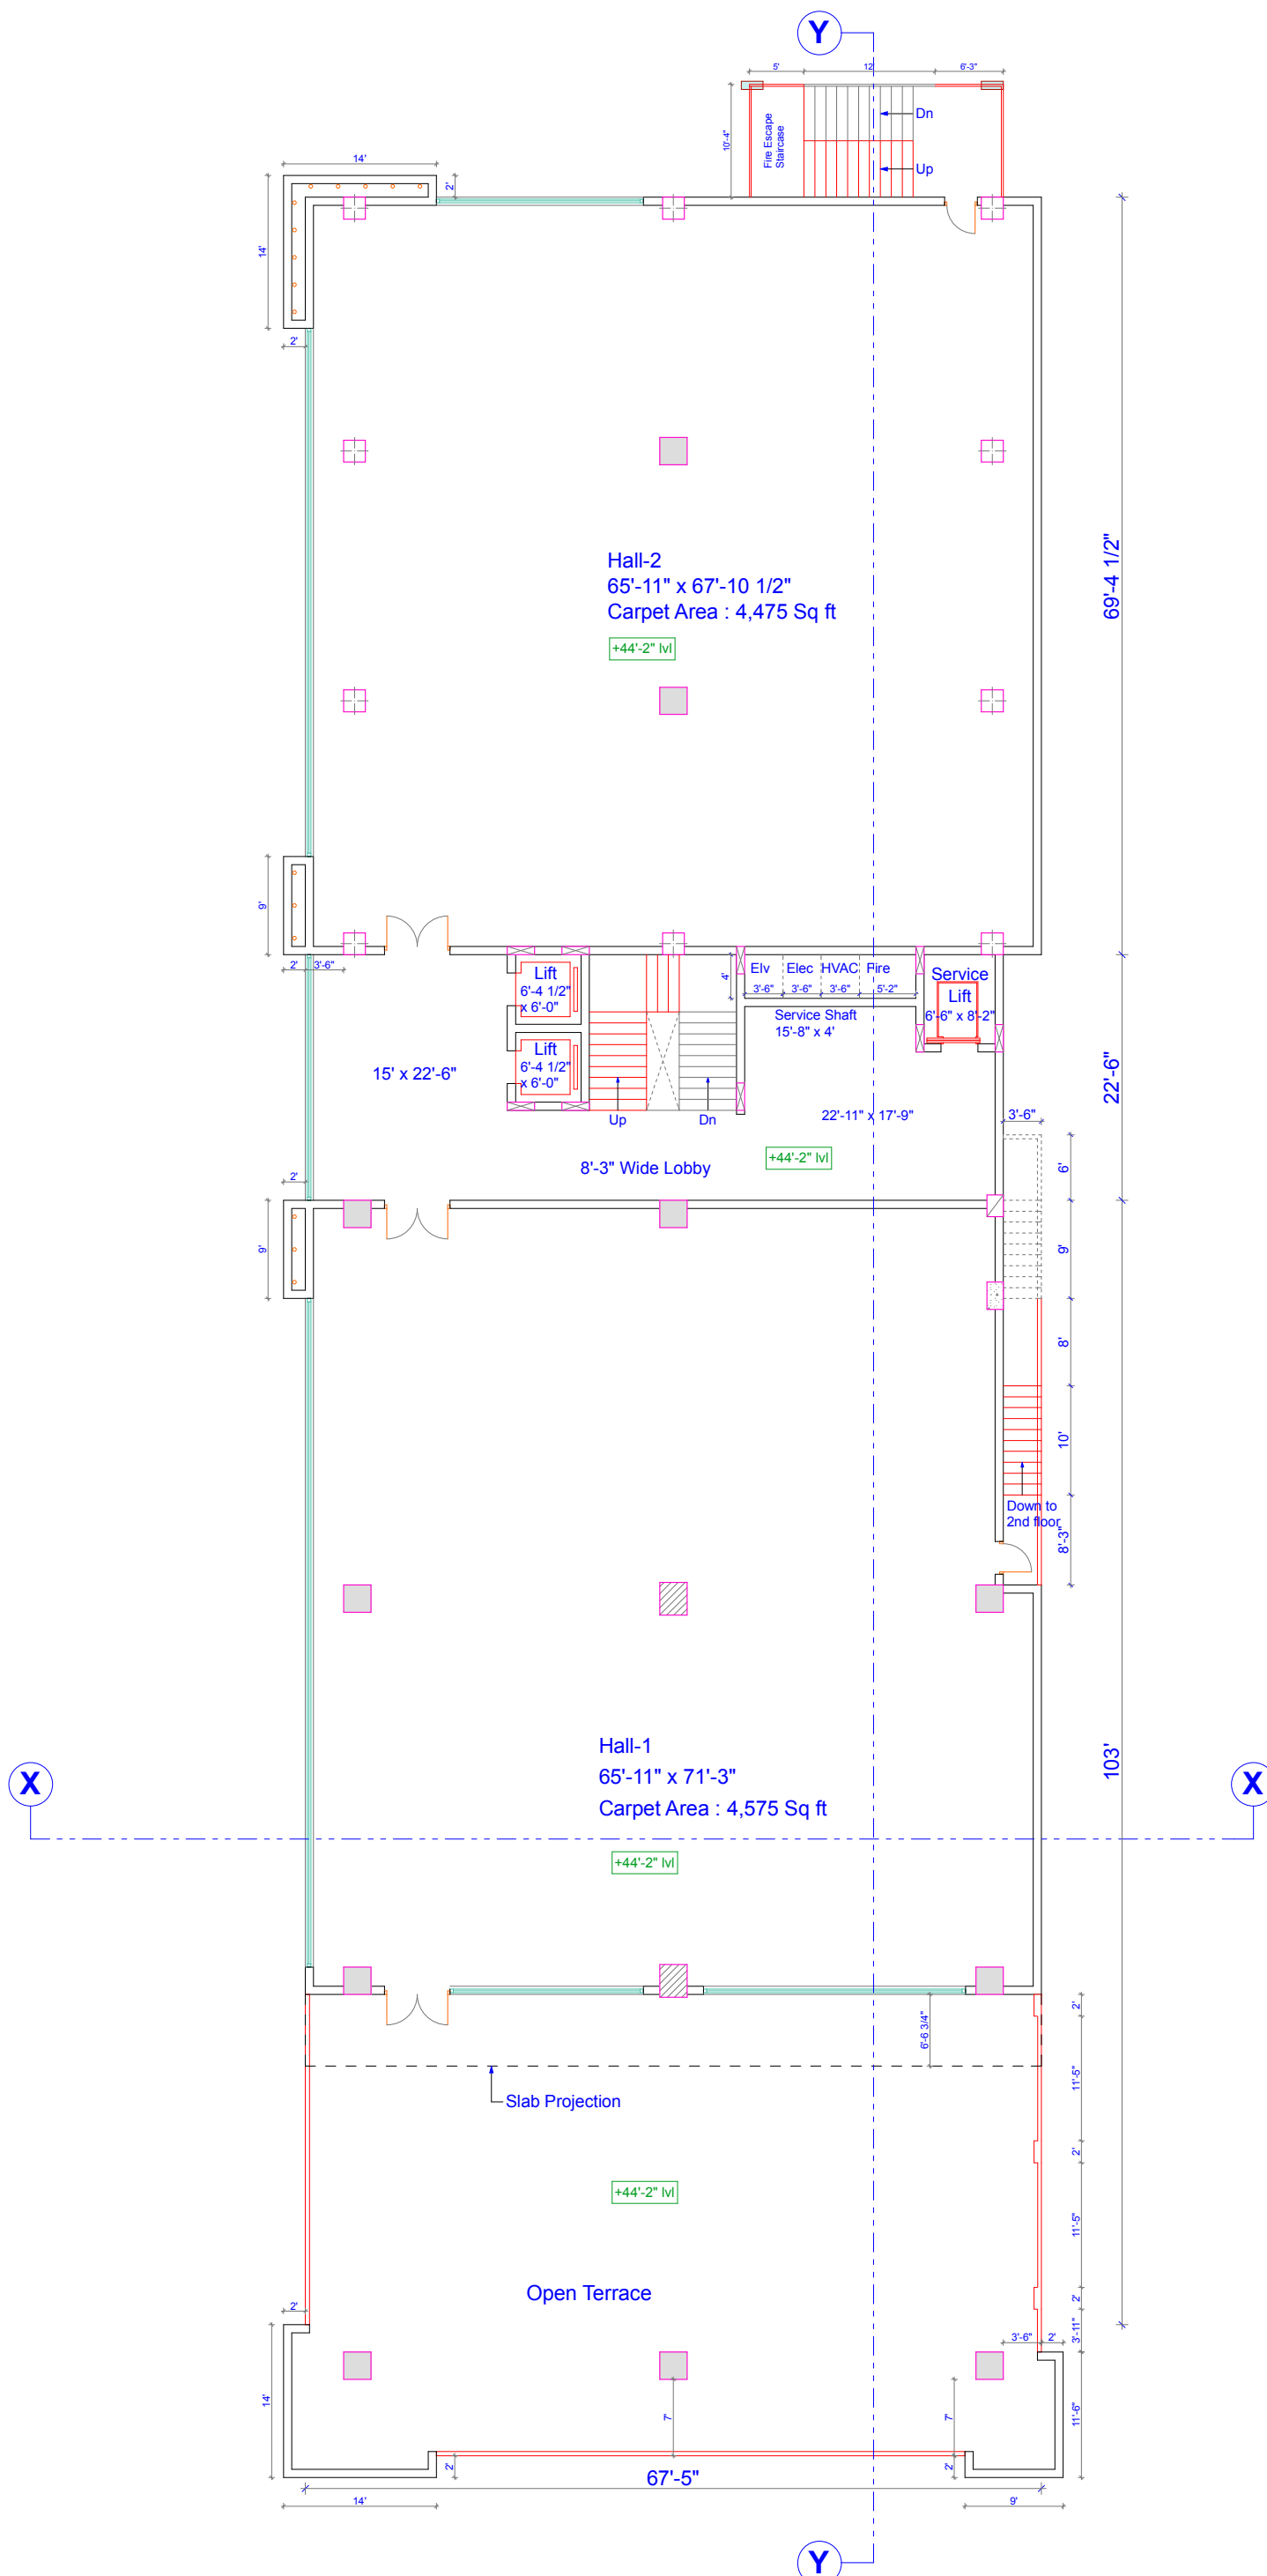 Y
5'
12'
6'-3"
10'-4"
Fire Escape
Staircase
Dn
Up
14'
2'
14'
2'
Hall-2
65'-11" x 67'-10 1/2"
Carpet Area : 4,475 Sq ft
+44'-2" lvl
69'-4 1/2"
9'
2'
3'-6"
Lift
6'-4 1/2"
x 6'-0"
Lift
6'-4 1/2"
x 6'-0"
4'
Elv
Elec
HVAC
Fire
3'-6"
3'-6"
3'-6"
5'-2"
Service Shaft
15'-8" x 4'
Service
Lift
6'-6" x 8'-2"
15' x 22'-6"
22'-6"
Up
Dn
22'-11" x 17'-9"
3'-6"
8'-3" Wide Lobby
+44'-2" lvl
6'
2'
9'
9'
8'
10'
Down to
2nd floor
8'-3"
Hall-1
65'-11" x 71'-3"
Carpet Area : 4,575 Sq ft
+44'-2" lvl
X
X
103'
2'
6'-6 3/4"
11'-5"
Slab Projection
2'
+44'-2" lvl
11'-5"
Open Terrace
2'
2'
3'-11"
3'-6"
2'
14'
7'
7'
11'-6"
2'
2'
67'-5"
14'
9'
Y